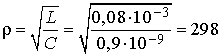 ρ = √(L/C) = √(0,08·10⁻³/0,9·10⁻⁹) = 298